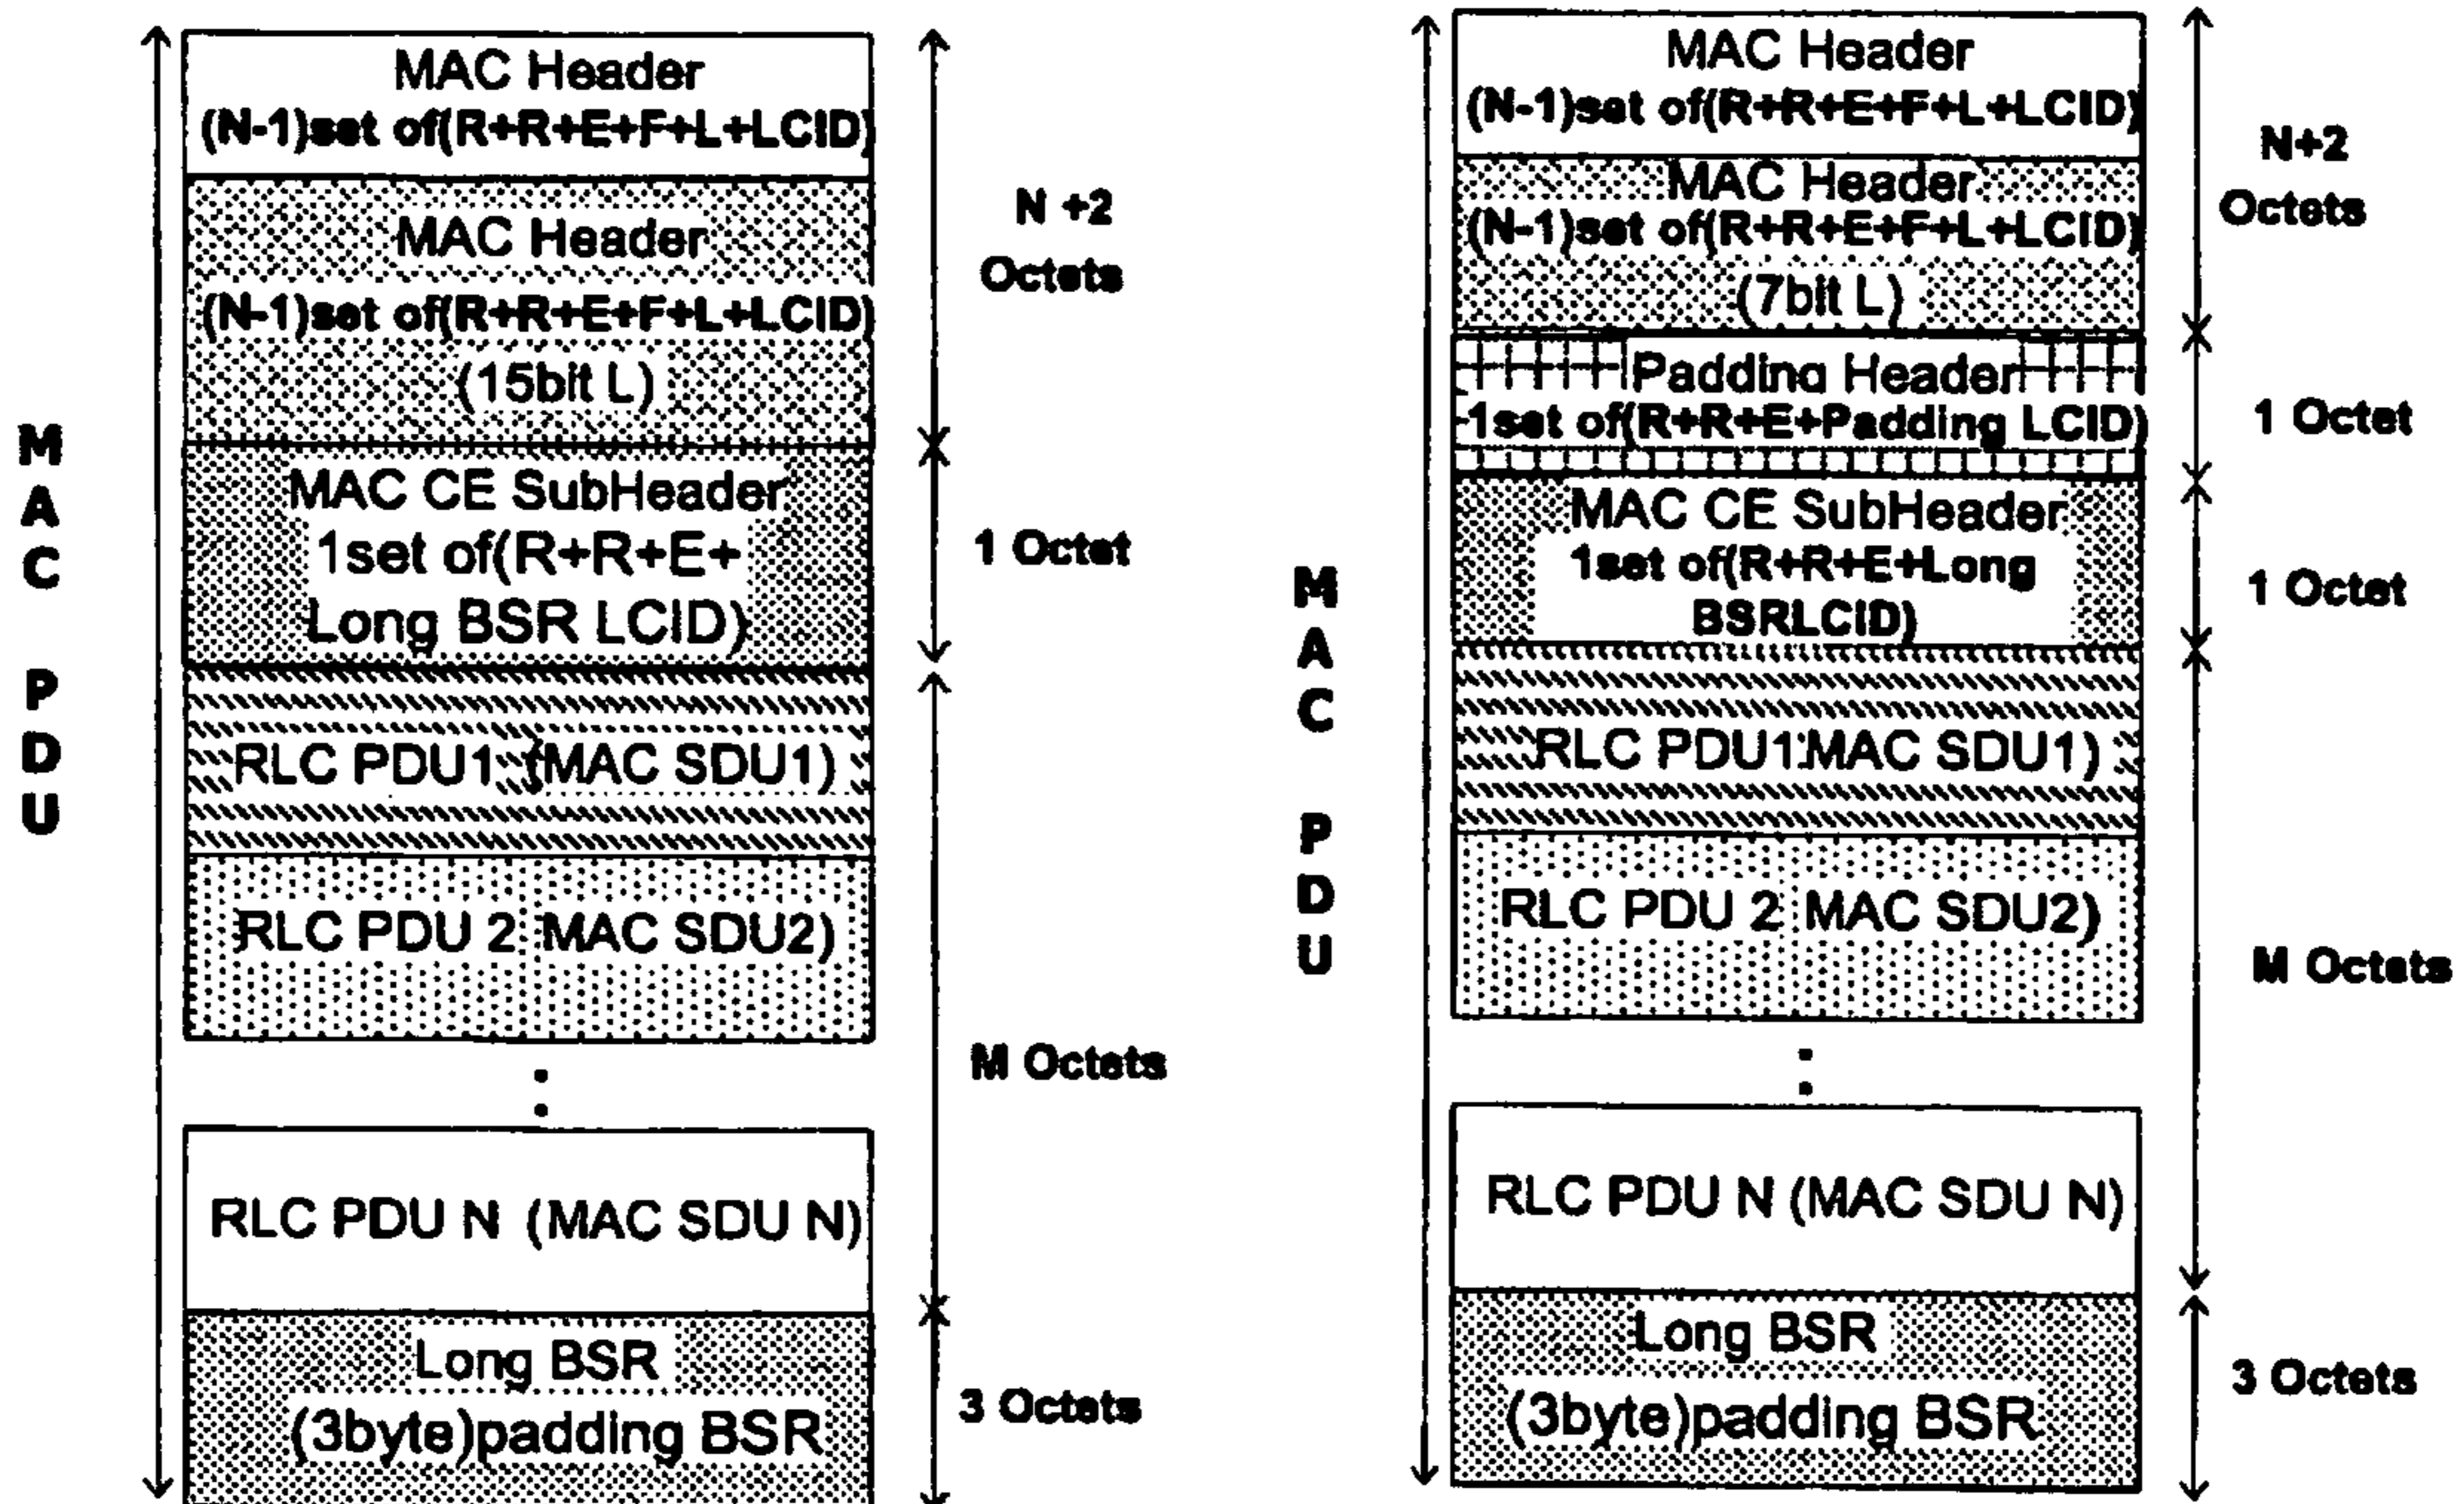 MAC PDU
MAC Header
(N-1)set of(R+R+E+F+L+LCID)
MAC Header
(N-1)set of(R+R+E+F+L+LCID)
(15bit L)
MAC CE SubHeader
1set of(R+R+E+
Long BSR LCID)
RLC PDU1 (MAC SDU1)
RLC PDU 2 MAC SDU2)
:
RLC PDU N (MAC SDU N)
Long BSR
(3byte)padding BSR
N +2
Octets
1 Octet
M Octets
3 Octets
MAC PDU
MAC Header
(N-1)set of(R+R+E+F+L+LCID)
MAC Header
(N-1)set of(R+R+E+F+L+LCID)
(7bit L)
Padding Header
1set of(R+R+E+Padding LCID)
MAC CE SubHeader
1set of(R+R+E+Long
BSRLCID)
RLC PDU1 MAC SDU1)
RLC PDU 2 MAC SDU2)
:
RLC PDU N (MAC SDU N)
Long BSR
(3byte)padding BSR
N+2
Octets
1 Octet
1 Octet
M Octets
3 Octets